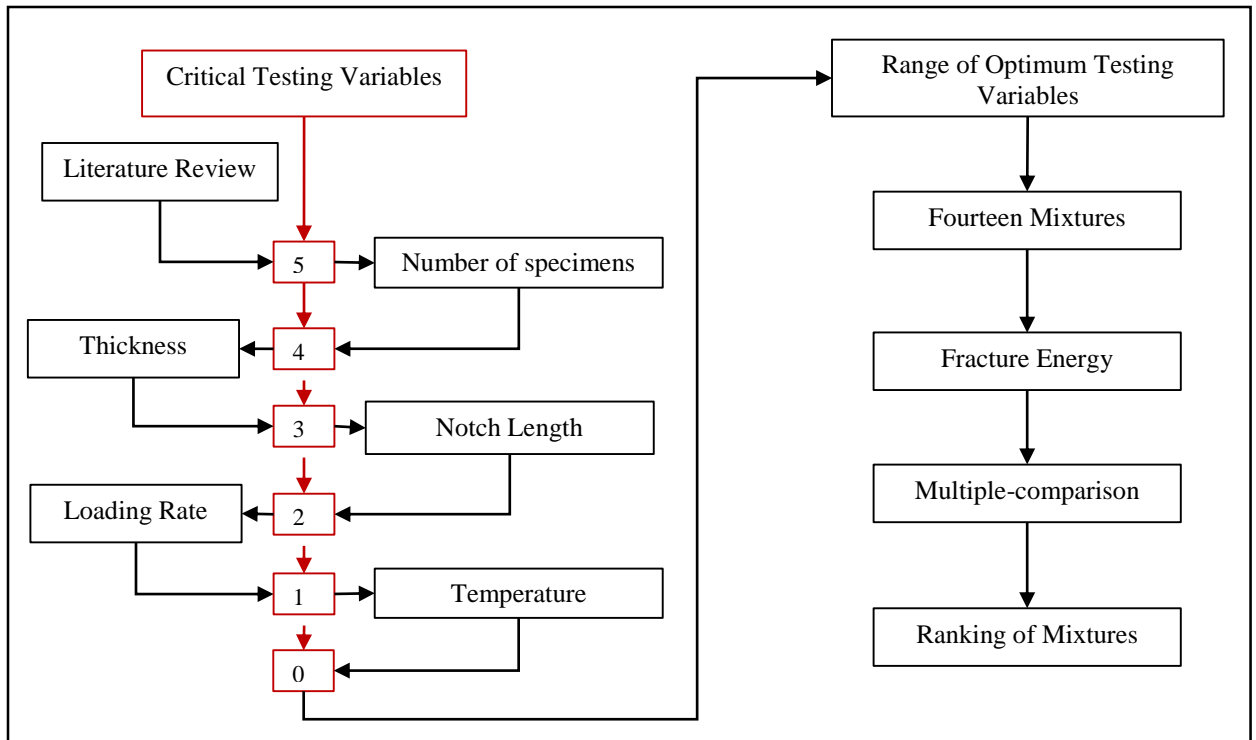 Critical Testing Variables
Literature Review
5
Number of specimens
Thickness
4
3
Notch Length
Loading Rate
2
1
Temperature
0
Range of Optimum Testing
Variables
Fourteen Mixtures
Fracture Energy
Multiple-comparison
Ranking of Mixtures